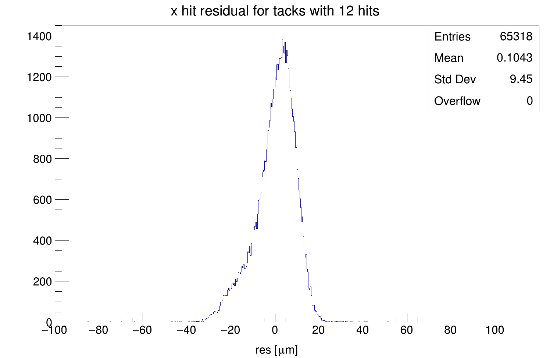 x hit residual for tacks with 12 hits
Entries 65318
Mean 0.1043
Std Dev 9.45
Overflow 0
1400
1200
1000
800
600
400
200
0
−100 −80 −60 −40 −20 0 20 40 60 80 100
res [μm]